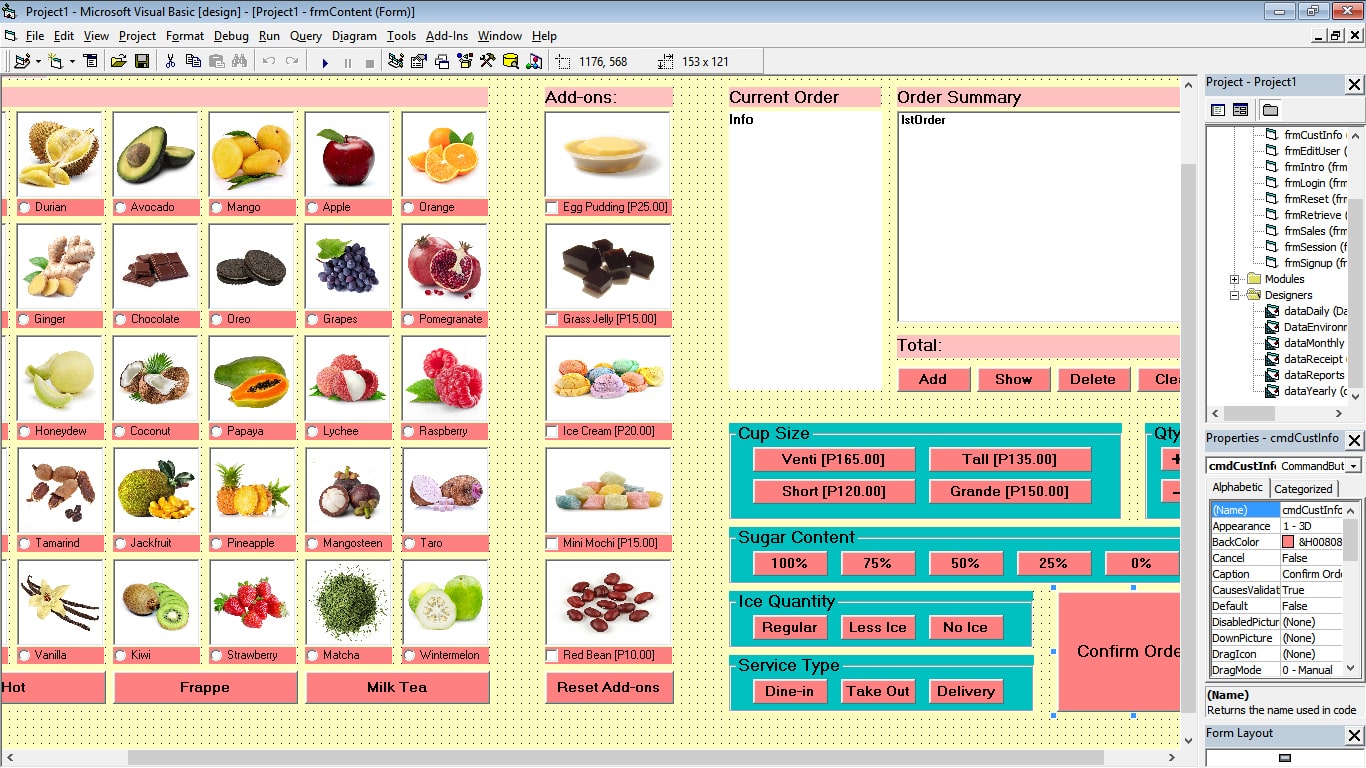 Project1 - Microsoft Visual Basic [design] - [Project1 - frmContent (Form)]
File Edit View Project Format Debug Run Query Diagram Tools Add-Ins Window Help
1176, 568 153 x 121
Add-ons:
Current Order
Order Summary
Info
lstOrder
Durian Avocado Mango Apple Orange
Egg Pudding [P25.00]
Ginger Chocolate Oreo Grapes Pomegranate
Grass Jelly [P15.00]
Honeydew Coconut Papaya Lychee Raspberry
Ice Cream [P20.00]
Tamarind Jackfruit Pineapple Mangosteen Taro
Mini Mochi [P15.00]
Vanilla Kiwi Strawberry Matcha Wintermelon
Red Bean [P10.00]
Hot Frappe Milk Tea
Reset Add-ons
Total:
Add Show Delete Clea
Cup Size
Venti [P165.00] Tall [P135.00]
Short [P120.00] Grande [P150.00]
Qty
+
-
Sugar Content
100% 75% 50% 25% 0%
Ice Quantity
Regular Less Ice No Ice
Service Type
Dine-in Take Out Delivery
Confirm Orde
Project - Project1
frmCustInfo (
frmEditUser (
frmIntro (frm
frmLogin (frm
frmReset (frm
frmRetrieve (
frmSales (frm
frmSession (f
frmSignup (fr
Modules
Designers
dataDaily (Da
DataEnvironm
dataMonthly
dataReceipt (
dataReports
dataYearly (d
Properties - cmdCustInfo
cmdCustInfo CommandBut
Alphabetic Categorized
(Name) cmdCustInfo
Appearance 1 - 3D
BackColor &H00808
Cancel False
Caption Confirm Orde
CausesValidat True
Default False
DisabledPictur (None)
DownPicture (None)
DragIcon (None)
DragMode 0 - Manual
(Name)
Returns the name used in code
Form Layout